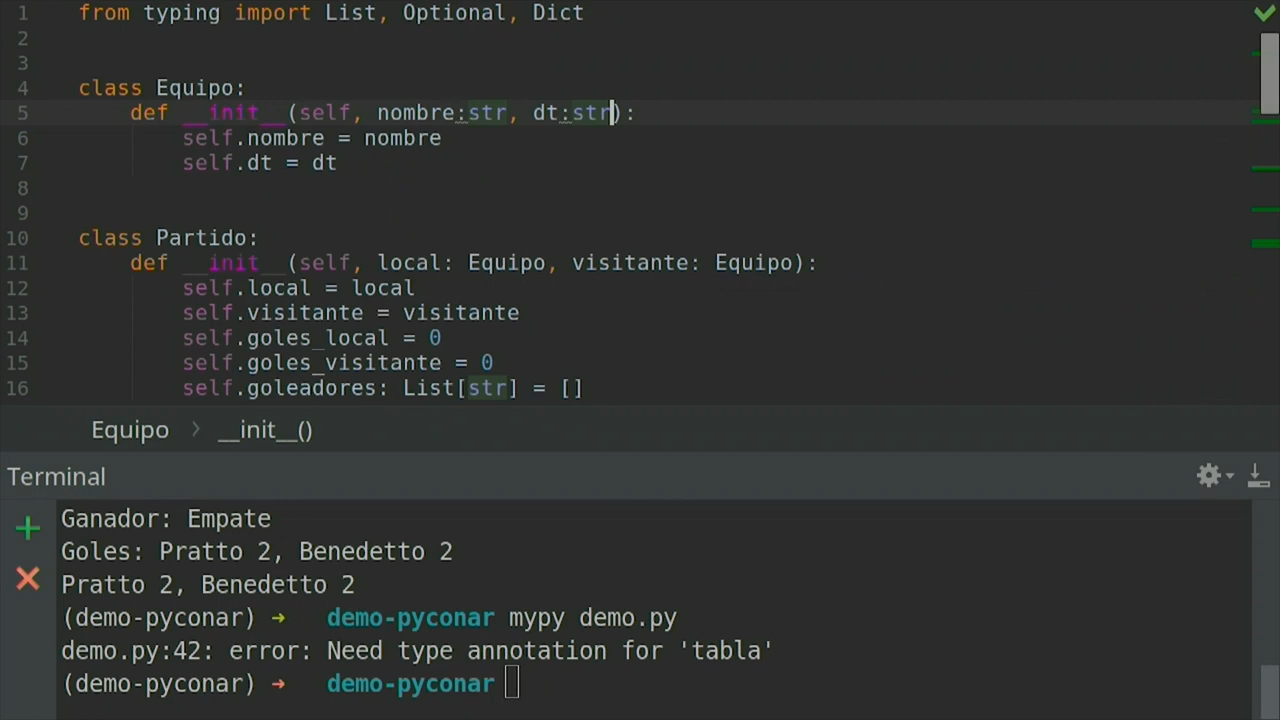 1 from typing import List, Optional, Dict
2
3
4 class Equipo:
5 def __init__(self, nombre:str, dt:str):
6 self.nombre = nombre
7 self.dt = dt
8
9
10 class Partido:
11 def __init__(self, local: Equipo, visitante: Equipo):
12 self.local = local
13 self.visitante = visitante
14 self.goles_local = 0
15 self.goles_visitante = 0
16 self.goleadores: List[str] = []
Equipo > __init__()
Terminal
Ganador: Empate
Goles: Pratto 2, Benedetto 2
Pratto 2, Benedetto 2
(demo-pyconar) ➜ demo-pyconar mypy demo.py
demo.py:42: error: Need type annotation for 'tabla'
(demo-pyconar) ➜ demo-pyconar